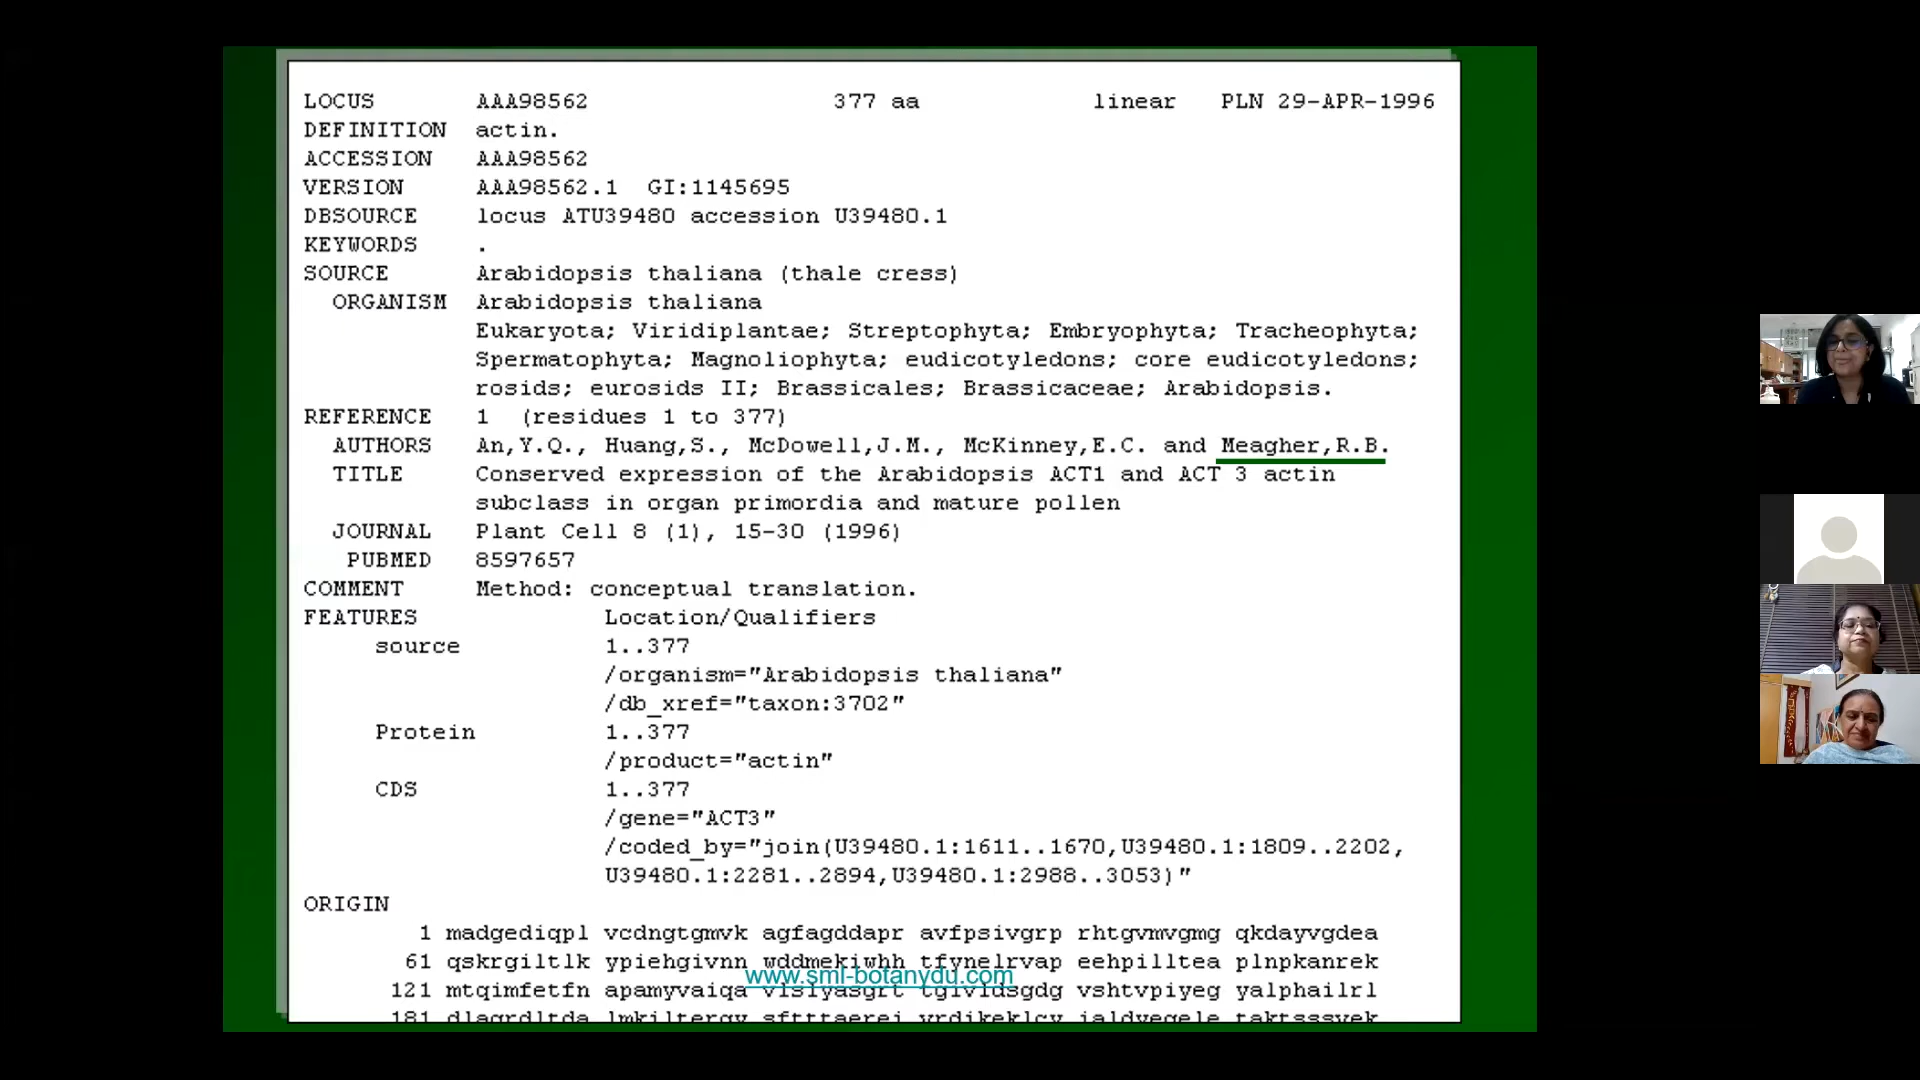 LOCUS AAA98562 377 aa linear PLN 29-APR-1996
DEFINITION actin.
ACCESSION AAA98562
VERSION AAA98562.1 GI:1145695
DBSOURCE locus ATU39480 accession U39480.1
KEYWORDS .
SOURCE Arabidopsis thaliana (thale cress)
ORGANISM Arabidopsis thaliana
Eukaryota; Viridiplantae; Streptophyta; Embryophyta; Tracheophyta;
Spermatophyta; Magnoliophyta; eudicotyledons; core eudicotyledons;
rosids; eurosids II; Brassicales; Brassicaceae; Arabidopsis.
REFERENCE 1 (residues 1 to 377)
AUTHORS An,Y.Q., Huang,S., McDowell,J.M., McKinney,E.C. and Meagher,R.B.
TITLE Conserved expression of the Arabidopsis ACT1 and ACT 3 actin
subclass in organ primordia and mature pollen
JOURNAL Plant Cell 8 (1), 15-30 (1996)
PUBMED 8597657
COMMENT Method: conceptual translation.
FEATURES Location/Qualifiers
source 1..377
/organism="Arabidopsis thaliana"
/db_xref="taxon:3702"
Protein 1..377
/product="actin"
CDS 1..377
/gene="ACT3"
/coded_by="join(U39480.1:1611..1670,U39480.1:1809..2202,
U39480.1:2281..2894,U39480.1:2988..3053)"
ORIGIN
1 madgediqpl vcdngtgmvk agfagddapr avfpsivgrp rhtgvmvgmg qkdayvgdea
61 qskrgiltlk ypiehgivnn wddmekiwhh tfynelrvap eehpilltea plnpkanrek
www.sml-botanydu.com
121 mtqimfetfn apamyvaiqa vlslyasgrt tgivldsgdg vshtvpiyeg yalphailrl
181